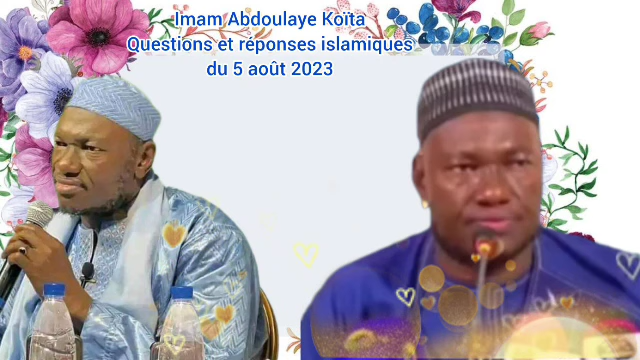 Imam Abdoulaye Koïta
Questions et réponses islamiques
du 5 août 2023